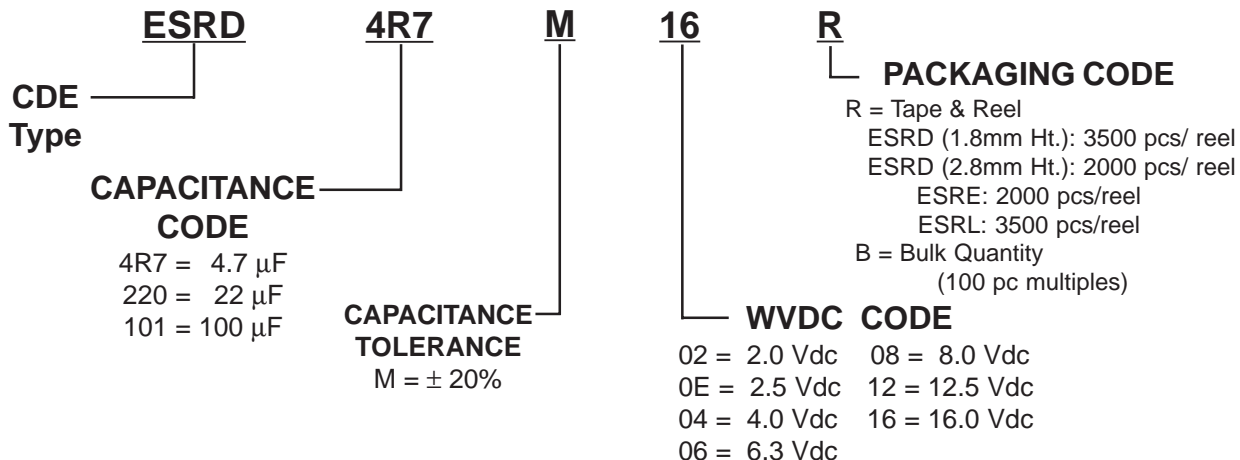 ESRD 4R7 M 16 R
CDE
Type
CAPACITANCE
CODE
4R7 = 4.7 μF
220 = 22 μF
101 = 100 μF
CAPACITANCE
TOLERANCE
M = ± 20%
WVDC CODE
02 = 2.0 Vdc 08 = 8.0 Vdc
0E = 2.5 Vdc 12 = 12.5 Vdc
04 = 4.0 Vdc 16 = 16.0 Vdc
06 = 6.3 Vdc
PACKAGING CODE
R = Tape & Reel
ESRD (1.8mm Ht.): 3500 pcs/ reel
ESRD (2.8mm Ht.): 2000 pcs/ reel
ESRE: 2000 pcs/reel
ESRL: 3500 pcs/reel
B = Bulk Quantity
(100 pc multiples)